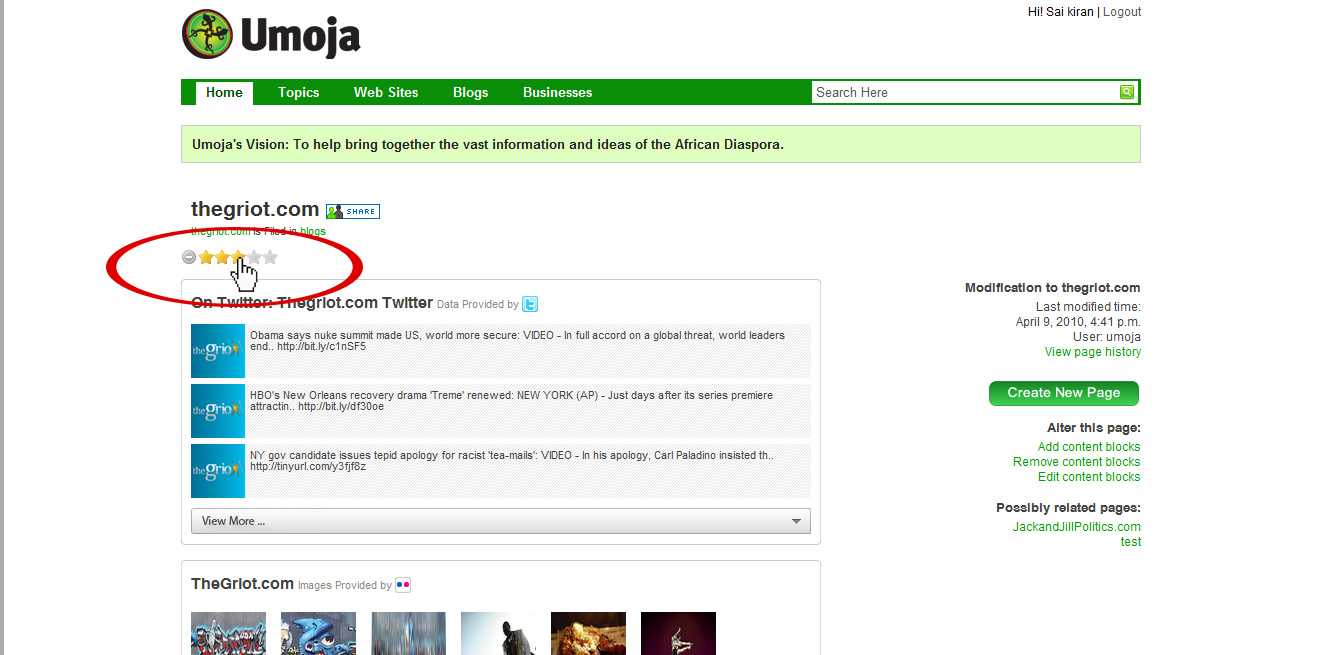 Hi! Sai kiran | Logout
Umoja
Home Topics Web Sites Blogs Businesses Search Here
Umoja's Vision: To help bring together the vast information and ideas of the African Diaspora.
thegriot.com SHARE
thegriot.com is Filed in blogs
On Twitter: Thegriot.com Twitter Data Provided by t
thegrio
Obama says nuke summit made US, world more secure: VIDEO - In full accord on a global threat, world leaders
end.. http://bit.ly/c1nSF5
thegrio
HBO's New Orleans recovery drama 'Treme' renewed: NEW YORK (AP) - Just days after its series premiere
attractin.. http://bit.ly/df30oe
thegrio
NY gov candidate issues tepid apology for racist 'tea-mails': VIDEO - In his apology, Carl Paladino insisted th..
http://tinyurl.com/y3fjf8z
View More ...
TheGriot.com Images Provided by
Modification to thegriot.com
Last modified time:
April 9, 2010, 4:41 p.m.
User: umoja
View page history
Create New Page
Alter this page:
Add content blocks
Remove content blocks
Edit content blocks
Possibly related pages:
JackandJillPolitics.com
test